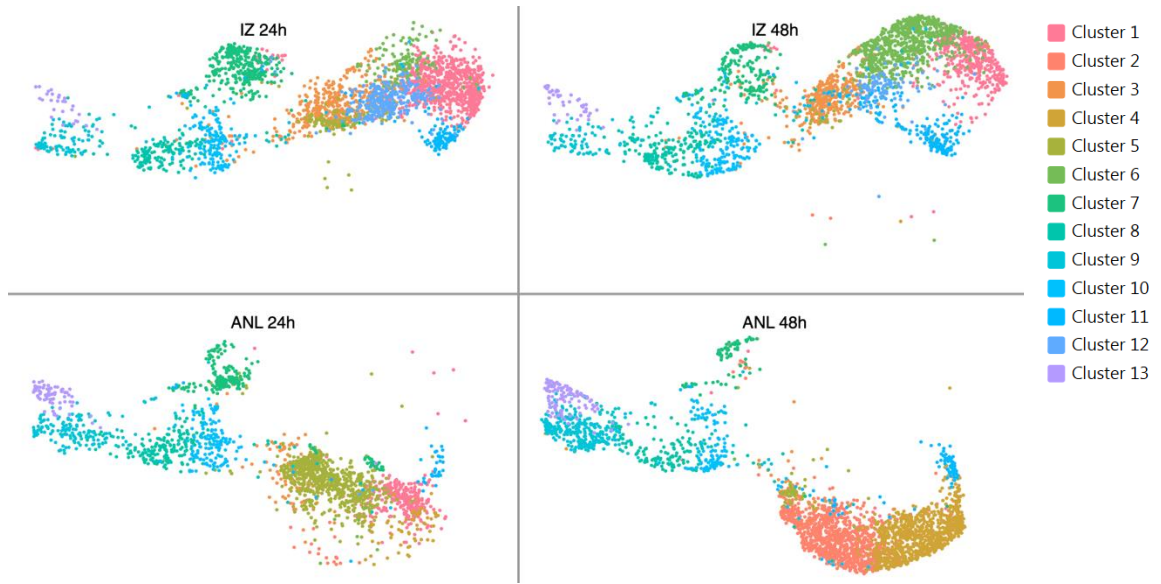 IZ 24h
IZ 48h
ANL 24h
ANL 48h
Cluster 1
Cluster 2
Cluster 3
Cluster 4
Cluster 5
Cluster 6
Cluster 7
Cluster 8
Cluster 9
Cluster 10
Cluster 11
Cluster 12
Cluster 13